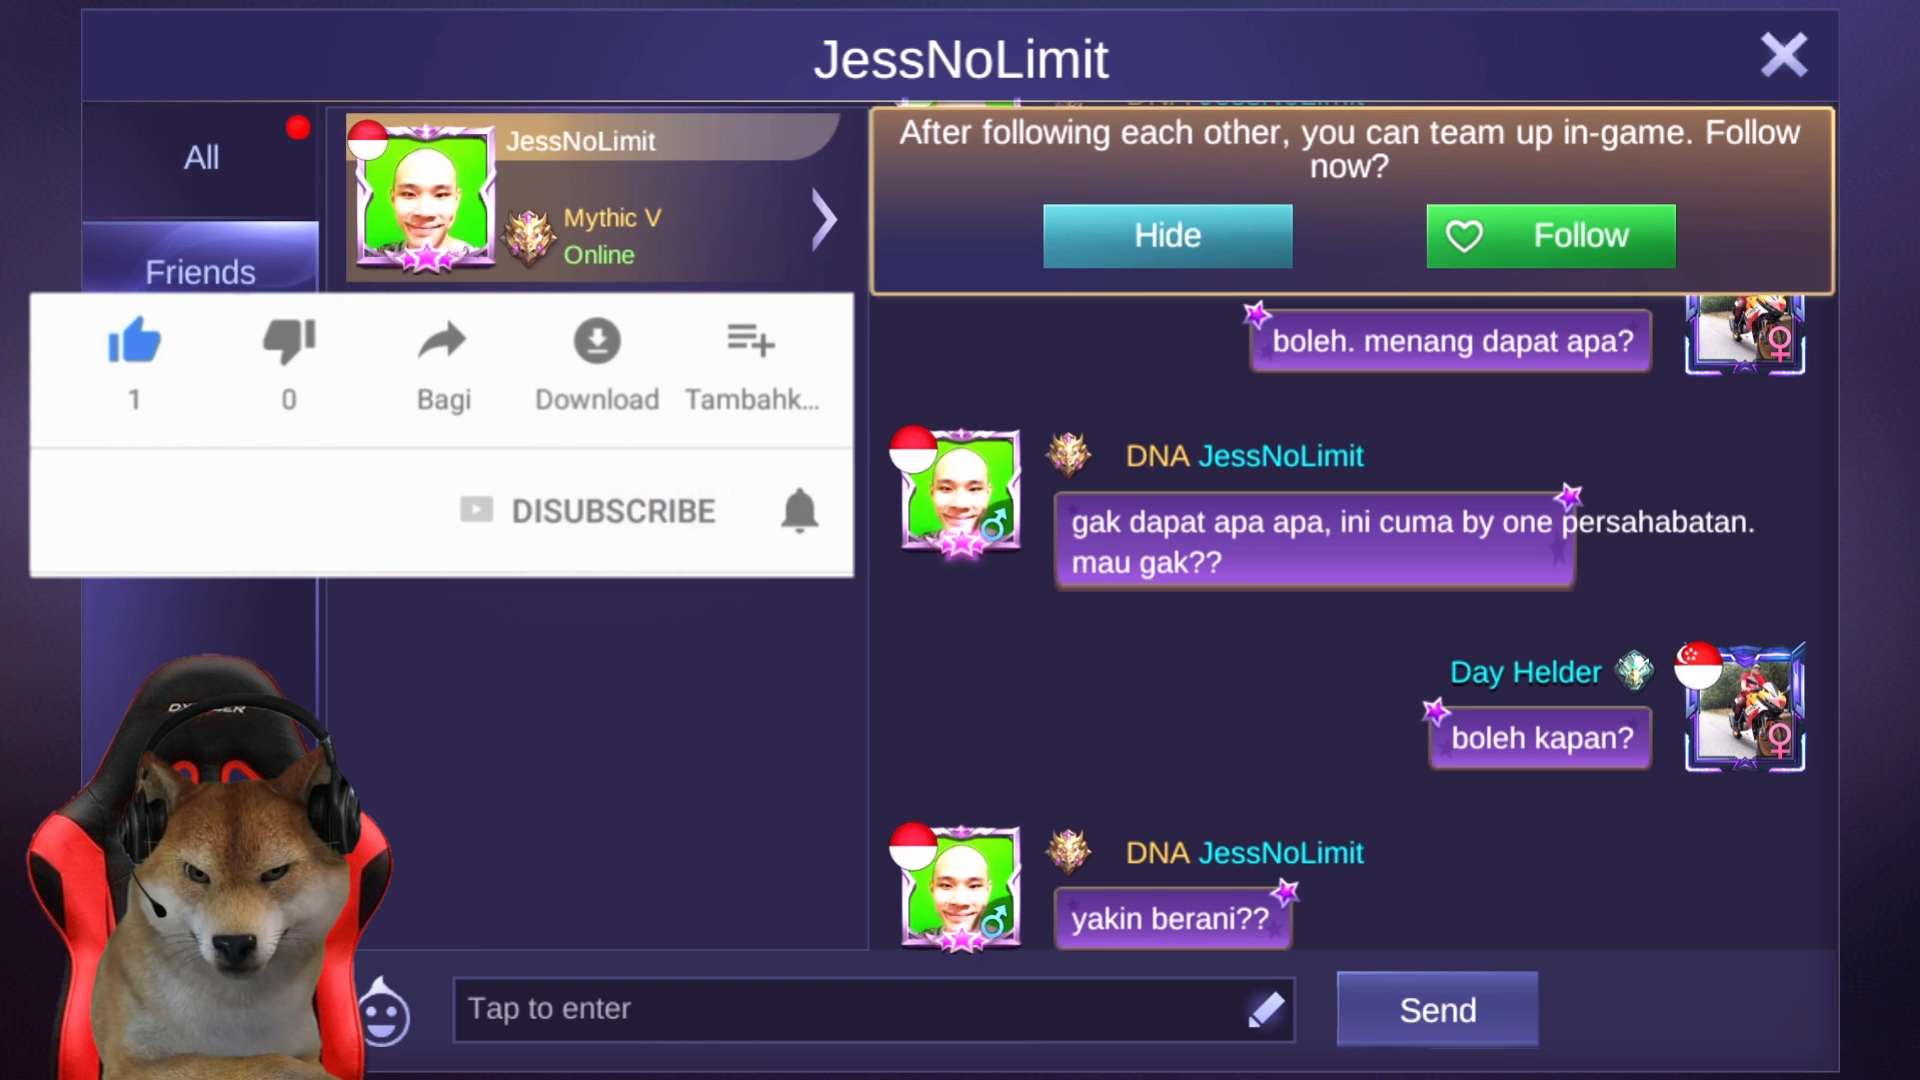 JessNoLimit
All
Friends
JessNoLimit
Mythic V
Online
After following each other, you can team up in-game. Follow
now?
Hide
Follow
boleh. menang dapat apa?
DNA JessNoLimit
gak dapat apa apa, ini cuma by one persahabatan.
mau gak??
Day Helder
boleh kapan?
DNA JessNoLimit
yakin berani??
Tap to enter
Send
1
0
Bagi
Download
Tambahk...
DISUBSCRIBE